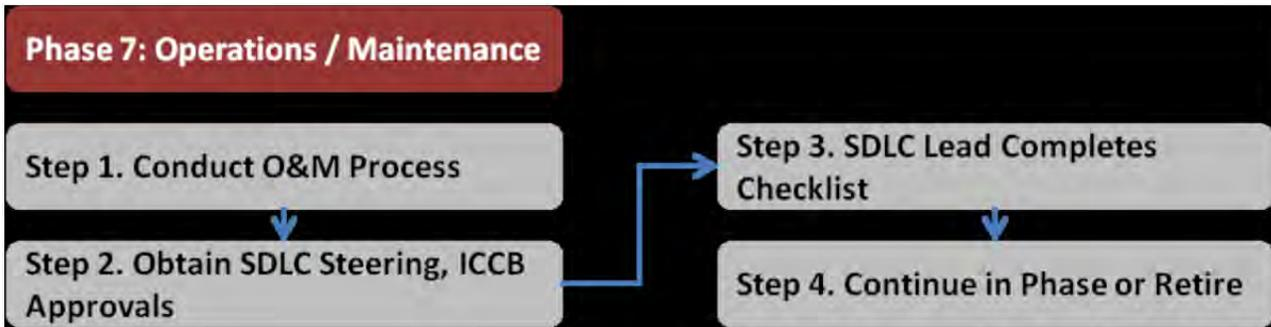 Phase 7: Operations / Maintenance
Step 1. Conduct O&M Process
Step 2. Obtain SDLC Steering, ICCB
Approvals
Step 3. SDLC Lead Completes
Checklist
Step 4. Continue in Phase or Retire